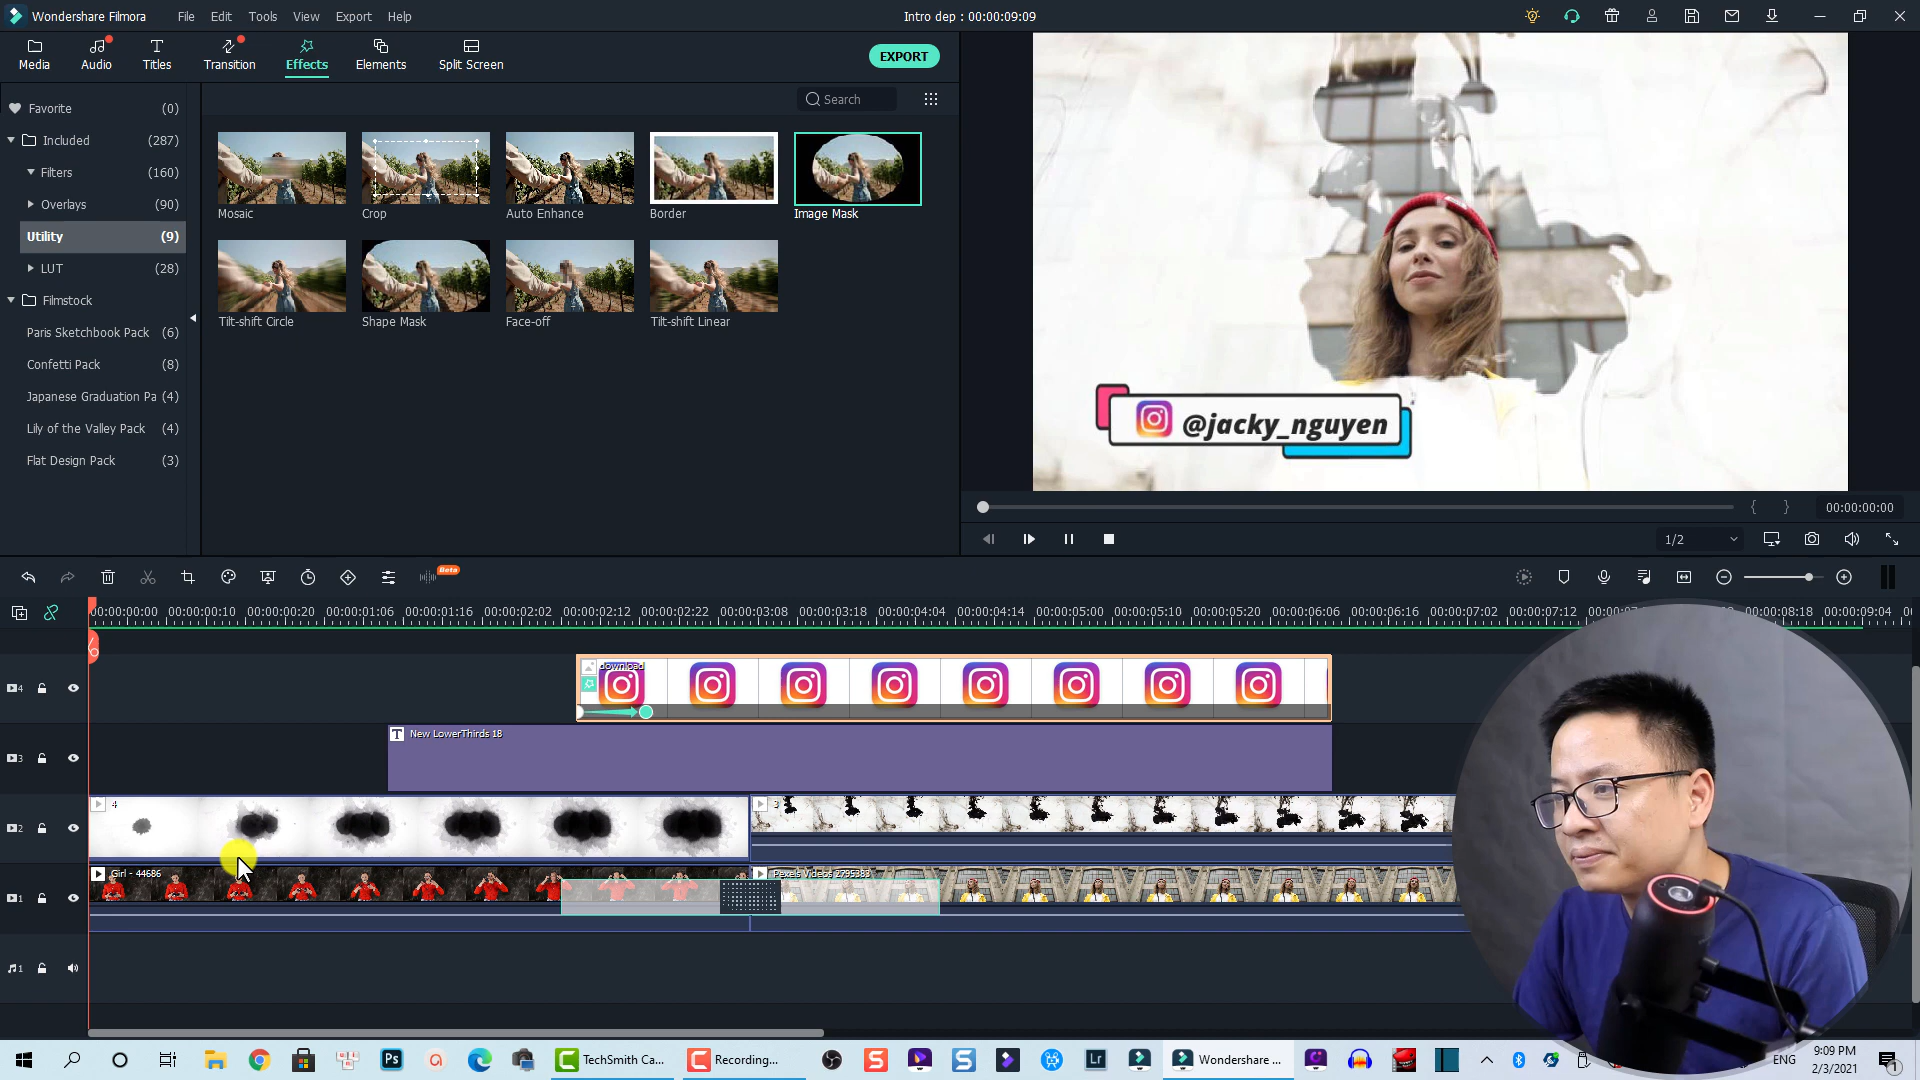 Wondershare Filmora File Edit Tools View Export Help Intro dep : 00:00:09:09
Media Audio Titles Transition Effects Elements Split Screen EXPORT
Favorite (0)
Included (287)
Filters (160)
Overlays (90)
Utility (9)
LUT (28)
Filmstock
Paris Sketchbook Pack (6)
Confetti Pack (8)
Japanese Graduation Pa (4)
Lily of the Valley Pack (4)
Flat Design Pack (3)
Search
Mosaic Crop Auto Enhance Border Image Mask
Tilt-shift Circle Shape Mask Face-off Tilt-shift Linear
@jacky_nguyen
{ } 00:00:00:00
1/2
Beta
00:00:00:00 00:00:00:10 00:00:00:20 00:00:01:06 00:00:01:16 00:00:02:02 00:00:02:12 00:00:02:22 00:00:03:08 00:00:03:18 00:00:04:04 00:00:04:14 00:00:05:00 00:00:05:10 00:00:05:20 00:00:06:06 00:00:06:16 00:00:07:02 00:00:07:12 00:00:08:18 00:00:09:04
4 download
3 T New LowerThirds 18
2 4 3
1 Girl - 44686 Pexels Videos 2795383
1
Ps TechSmith Ca... Recording... Lr Wondershare ... ENG 9:09 PM
2/3/2021
1